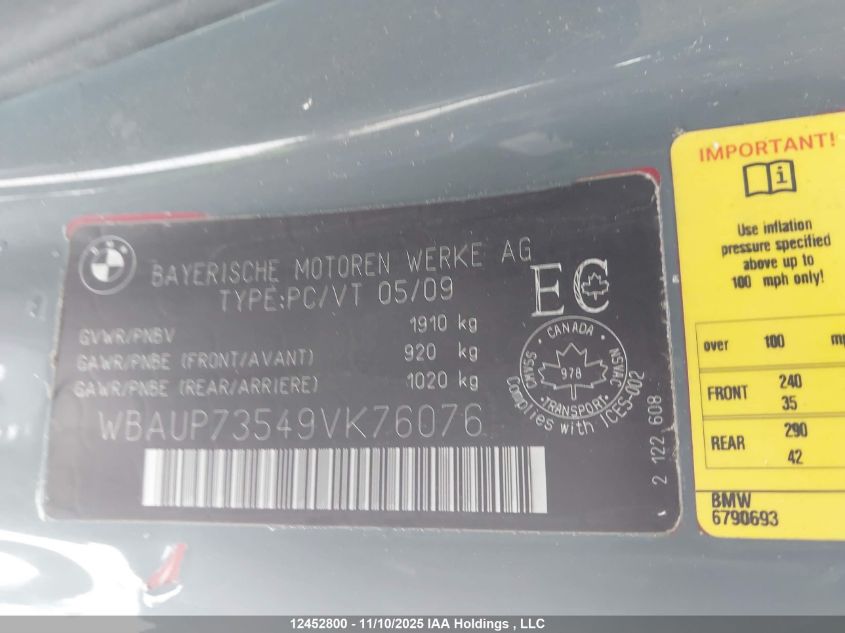 BAYERISCHE MOTOREN WERKE AG
TYPE:PC/VT 05/09
GVWR/PNBV 1910 kg
GAWR/PNBE (FRONT/AVANT) 920 kg
GAWR/PNBE (REAR/ARRIERE) 1020 kg
WBAUP73549VK76076
EC
CANADA
978
TRANSPORT
SSAMO
NSVAC
Complies with ICES-002
2 122 608
IMPORTANT!
i
Use inflation
pressure specified
above up to
100 mph only!
over 100
FRONT 240
35
REAR 290
42
BMW
6790693
12452800 - 11/10/2025 IAA Holdings , LLC